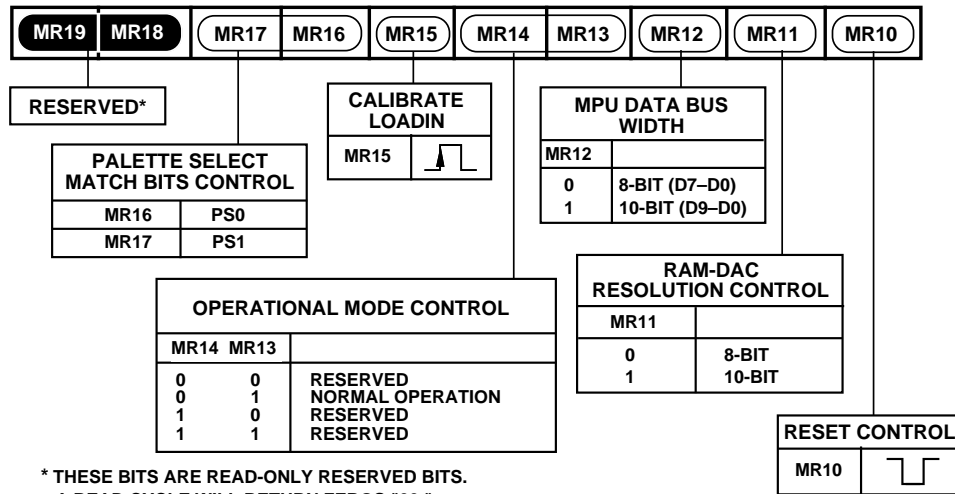 MR19 MR18 MR17 MR16 MR15 MR14 MR13 MR12 MR11 MR10
RESERVED*
PALETTE SELECT
MATCH BITS CONTROL
MR16 PS0
MR17 PS1
CALIBRATE
LOADIN
MR15
MPU DATA BUS
WIDTH
MR12
0 8-BIT (D7–D0)
1 10-BIT (D9–D0)
OPERATIONAL MODE CONTROL
MR14 MR13
0 0 RESERVED
0 1 NORMAL OPERATION
1 0 RESERVED
1 1 RESERVED
RAM-DAC
RESOLUTION CONTROL
MR11
0 8-BIT
1 10-BIT
RESET CONTROL
MR10
* THESE BITS ARE READ-ONLY RESERVED BITS.